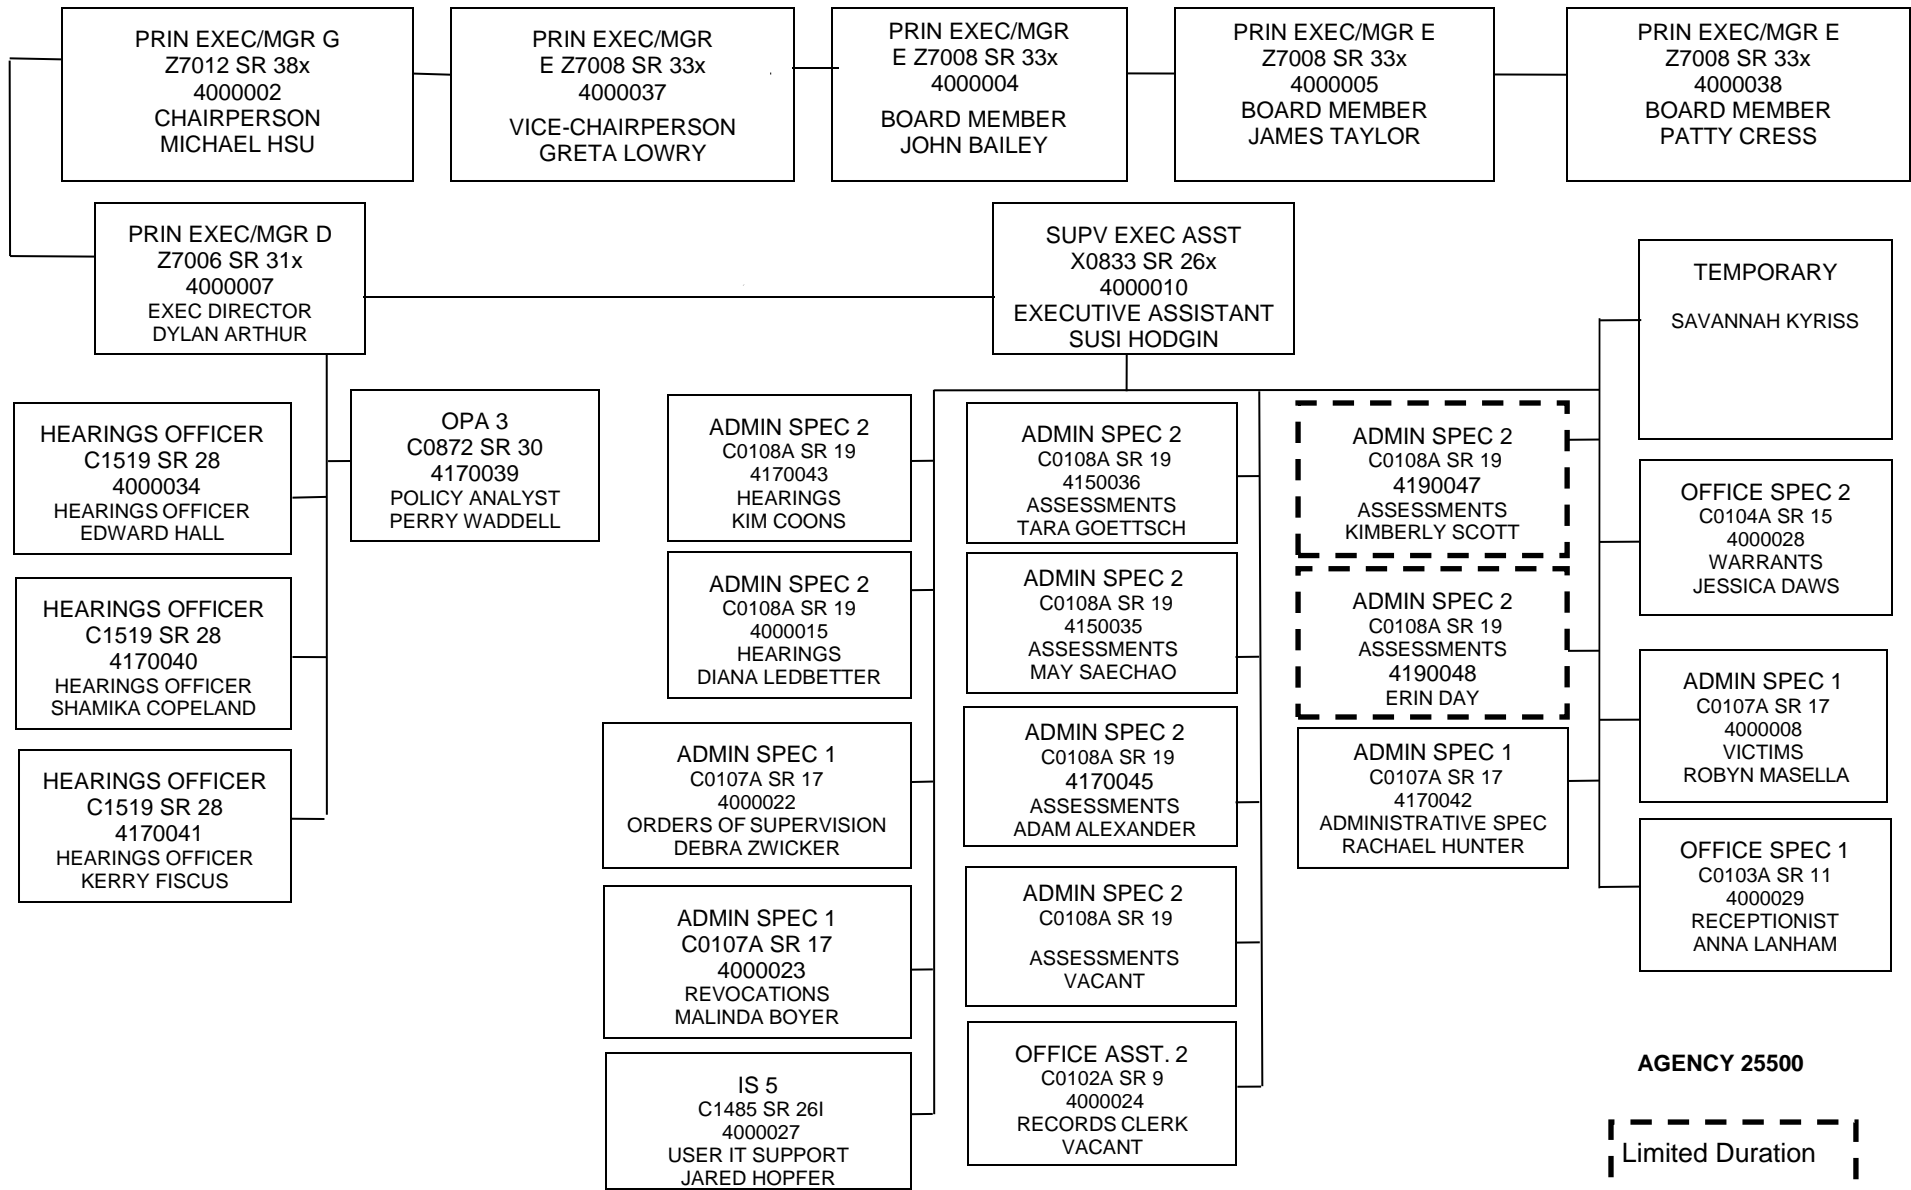 PRIN EXEC/MGR G
Z7012 SR 38x
4000002
CHAIRPERSON
MICHAEL HSU
PRIN EXEC/MGR
E Z7008 SR 33x
4000037
VICE-CHAIRPERSON
GRETA LOWRY
PRIN EXEC/MGR
E Z7008 SR 33x
4000004
BOARD MEMBER
JOHN BAILEY
PRIN EXEC/MGR E
Z7008 SR 33x
4000005
BOARD MEMBER
JAMES TAYLOR
PRIN EXEC/MGR E
Z7008 SR 33x
4000038
BOARD MEMBER
PATTY CRESS
PRIN EXEC/MGR D
Z7006 SR 31x
4000007
EXEC DIRECTOR
DYLAN ARTHUR
SUPV EXEC ASST
X0833 SR 26x
4000010
EXECUTIVE ASSISTANT
SUSI HODGIN
TEMPORARY
SAVANNAH KYRISS
HEARINGS OFFICER
C1519 SR 28
4000034
HEARINGS OFFICER
EDWARD HALL
OPA 3
C0872 SR 30
4170039
POLICY ANALYST
PERRY WADDELL
HEARINGS OFFICER
C1519 SR 28
4170040
HEARINGS OFFICER
SHAMIKA COPELAND
HEARINGS OFFICER
C1519 SR 28
4170041
HEARINGS OFFICER
KERRY FISCUS
ADMIN SPEC 2
C0108A SR 19
4170043
HEARINGS
KIM COONS
ADMIN SPEC 2
C0108A SR 19
4000015
HEARINGS
DIANA LEDBETTER
ADMIN SPEC 1
C0107A SR 17
4000022
ORDERS OF SUPERVISION
DEBRA ZWICKER
ADMIN SPEC 1
C0107A SR 17
4000023
REVOCATIONS
MALINDA BOYER
IS 5
C1485 SR 26I
4000027
USER IT SUPPORT
JARED HOPFER
ADMIN SPEC 2
C0108A SR 19
4150036
ASSESSMENTS
TARA GOETTSCH
ADMIN SPEC 2
C0108A SR 19
4150035
ASSESSMENTS
MAY SAECHAO
ADMIN SPEC 2
C0108A SR 19
4170045
ASSESSMENTS
ADAM ALEXANDER
ADMIN SPEC 2
C0108A SR 19
ASSESSMENTS
VACANT
OFFICE ASST. 2
C0102A SR 9
4000024
RECORDS CLERK
VACANT
ADMIN SPEC 2
C0108A SR 19
4190047
ASSESSMENTS
KIMBERLY SCOTT
ADMIN SPEC 2
C0108A SR 19
ASSESSMENTS
4190048
ERIN DAY
ADMIN SPEC 1
C0107A SR 17
4170042
ADMINISTRATIVE SPEC
RACHAEL HUNTER
OFFICE SPEC 2
C0104A SR 15
4000028
WARRANTS
JESSICA DAWS
ADMIN SPEC 1
C0107A SR 17
4000008
VICTIMS
ROBYN MASELLA
OFFICE SPEC 1
C0103A SR 11
4000029
RECEPTIONIST
ANNA LANHAM
AGENCY 25500
Limited Duration